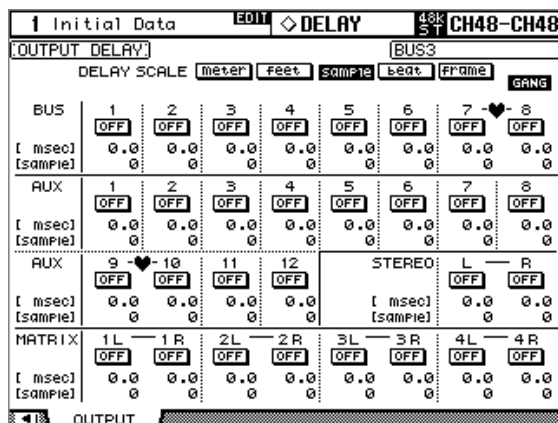 1 Initial Data EDIT ◇DELAY 48K ST CH48-CH48
OUTPUT DELAY BUS3
DELAY SCALE meter feet sample beat frame
GANG
BUS 1 2 3 4 5 6 7 -♥- 8
OFF OFF OFF OFF OFF OFF OFF OFF
[ msec] 0.0 0.0 0.0 0.0 0.0 0.0 0.0 0.0
[sample] 0 0 0 0 0 0 0 0
AUX 1 2 3 4 5 6 7 8
OFF OFF OFF OFF OFF OFF OFF OFF
[ msec] 0.0 0.0 0.0 0.0 0.0 0.0 0.0 0.0
[sample] 0 0 0 0 0 0 0 0
AUX 9 -♥- 10 11 12 STEREO L — R
OFF OFF OFF OFF OFF OFF
[ msec] 0.0 0.0 0.0 0.0 [ msec] 0.0 0.0
[sample] 0 0 0 0 [sample] 0 0
MATRIX 1L — 1R 2L — 2R 3L — 3R 4L — 4R
OFF OFF OFF OFF OFF OFF OFF OFF
[ msec] 0.0 0.0 0.0 0.0 0.0 0.0 0.0 0.0
[sample] 0 0 0 0 0 0 0 0
OUTPUT